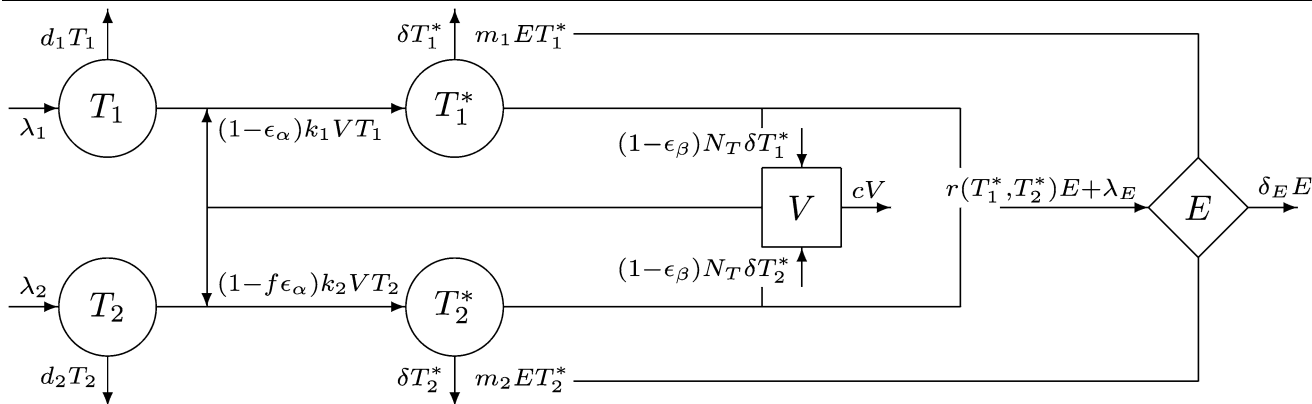 d₁T₁
δT₁*
m₁ET₁*
T₁
T₁*
λ₁
(1−ϵ_α)k₁VT₁
(1−ϵ_β)N_TδT₁*
V
cV
r(T₁*,T₂*)E+λ_E
E
δ_E E
(1−ϵ_β)N_TδT₂*
λ₂
(1−fϵ_α)k₂VT₂
T₂
T₂*
d₂T₂
δT₂*
m₂ET₂*